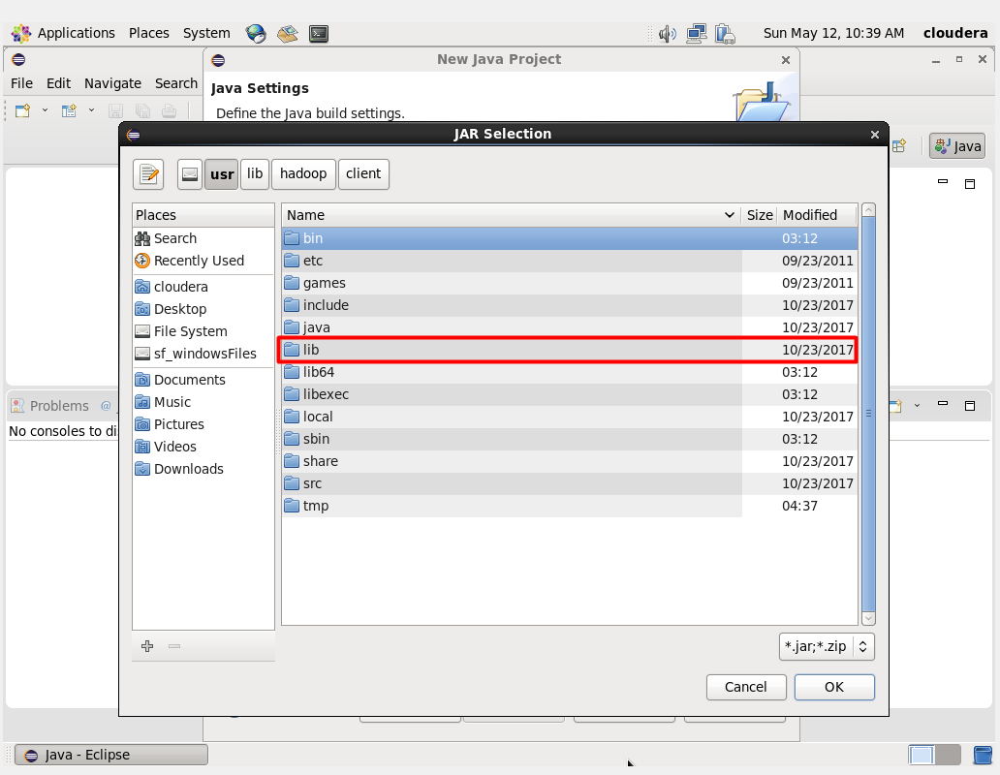 Applications Places System Sun May 12, 10:39 AM cloudera
New Java Project
File Edit Navigate Search
Java Settings
Define the Java build settings.
JAR Selection
Java
usr lib hadoop client
Places
Search
Recently Used
cloudera
Desktop
File System
sf_windowsFiles
Documents
Music
Pictures
Videos
Downloads
Name Size Modified
bin 03:12
etc 09/23/2011
games 09/23/2011
include 10/23/2017
java 10/23/2017
lib 10/23/2017
lib64 03:12
libexec 03:12
local 10/23/2017
sbin 03:12
share 10/23/2017
src 10/23/2017
tmp 04:37
Problems @
No consoles to di
*.jar;*.zip
Cancel OK
Java - Eclipse